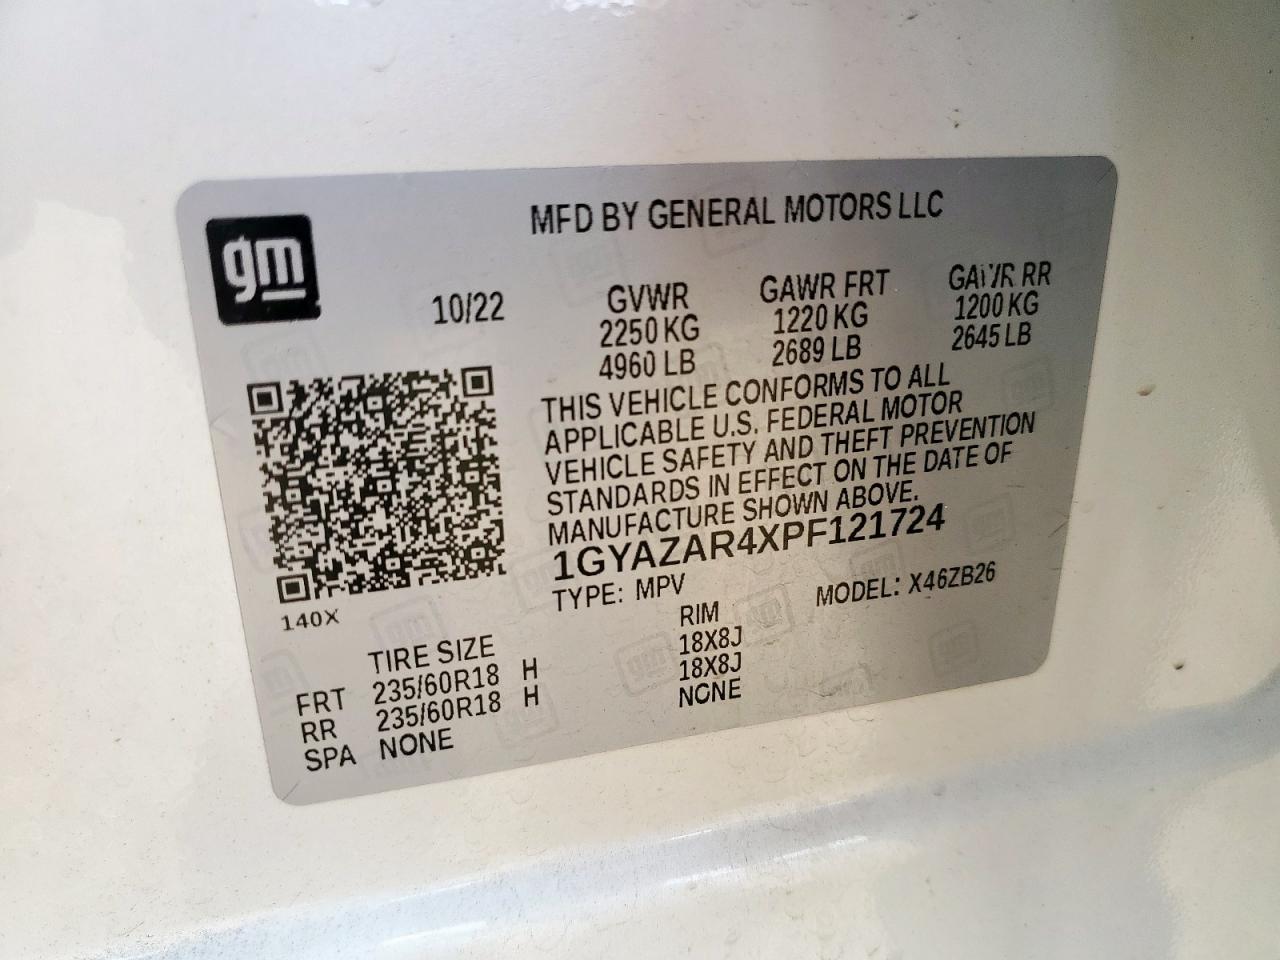 gm
MFD BY GENERAL MOTORS LLC
10/22 GVWR GAWR FRT GAWR RR
2250 KG 1220 KG 1200 KG
4960 LB 2689 LB 2645 LB
THIS VEHICLE CONFORMS TO ALL
APPLICABLE U.S. FEDERAL MOTOR
VEHICLE SAFETY AND THEFT PREVENTION
STANDARDS IN EFFECT ON THE DATE OF
MANUFACTURE SHOWN ABOVE.
1GYAZAR4XPF121724
TYPE: MPV MODEL: X46ZB26
140X
TIRE SIZE RIM
FRT 235/60R18 H 18X8J
RR 235/60R18 H 18X8J
SPA NONE NONE